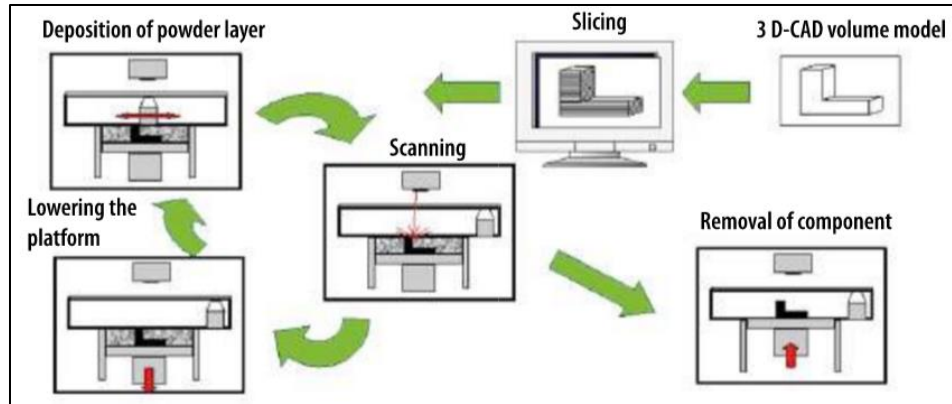 Deposition of powder layer
Slicing
3 D-CAD volume model
Scanning
Lowering the
platform
Removal of component